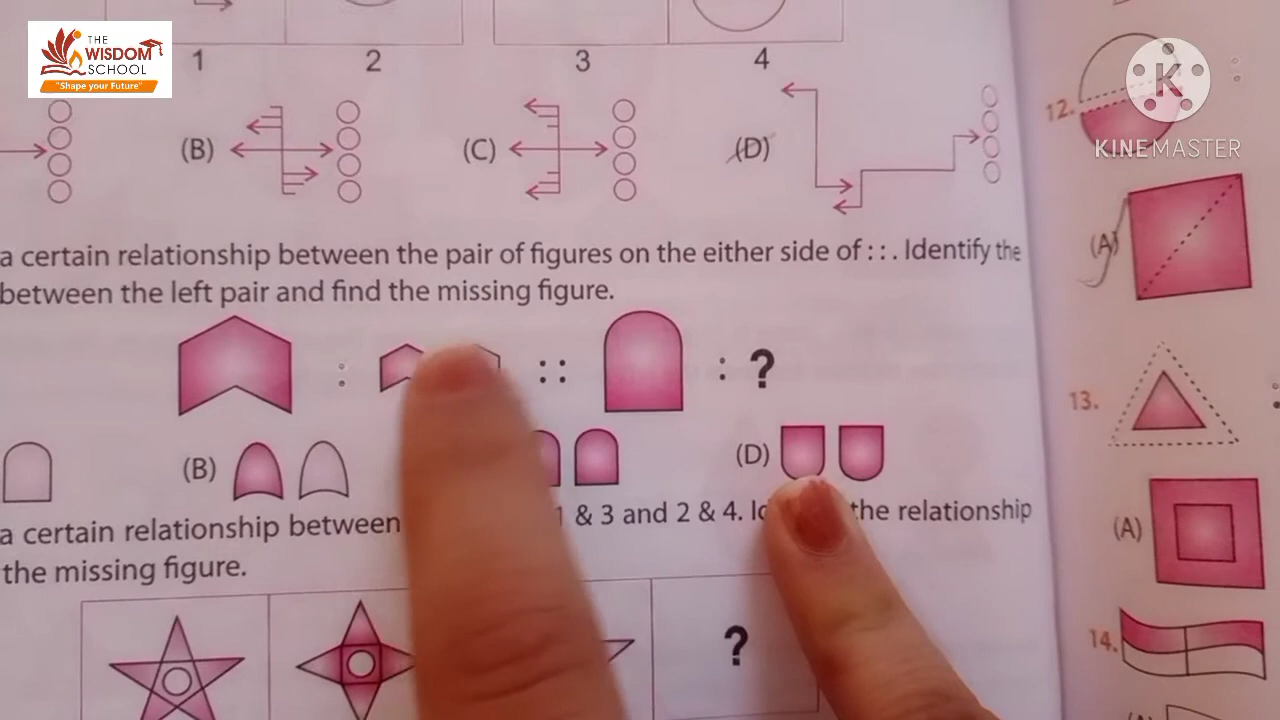 THE
WISDOM
SCHOOL
"Shape your Future"
1 2 3 4
(B) (C) (D)
a certain relationship between the pair of figures on the either side of : : . Identify the
between the left pair and find the missing figure.
: :: : ?
(B) (D)
a certain relationship between 1 & 3 and 2 & 4. the relationship
the missing figure.
?
12.
KINEMASTER
(A)
13.
(A)
14.